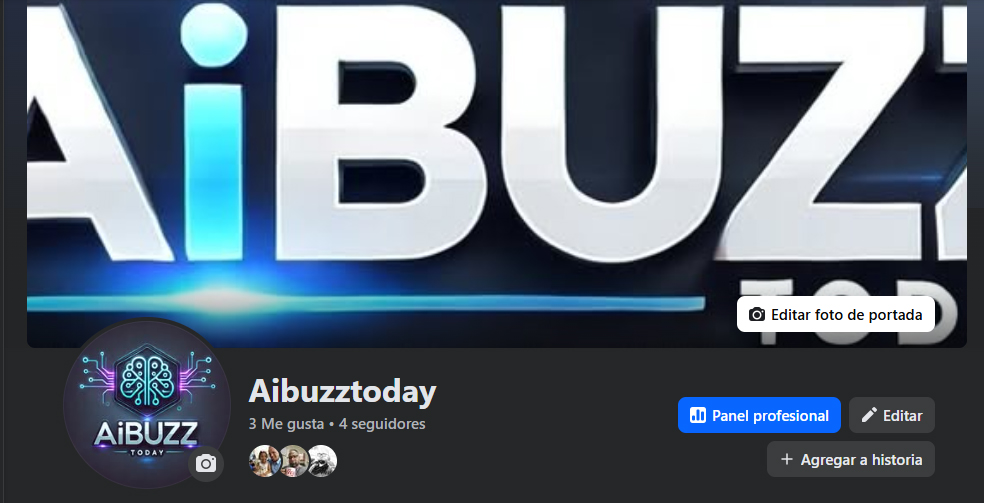 AiBUZZ
TOD
Editar foto de portada
AiBUZZ
TODAY
Aibuzztoday
3 Me gusta • 4 seguidores
Panel profesional
Editar
+ Agregar a historia